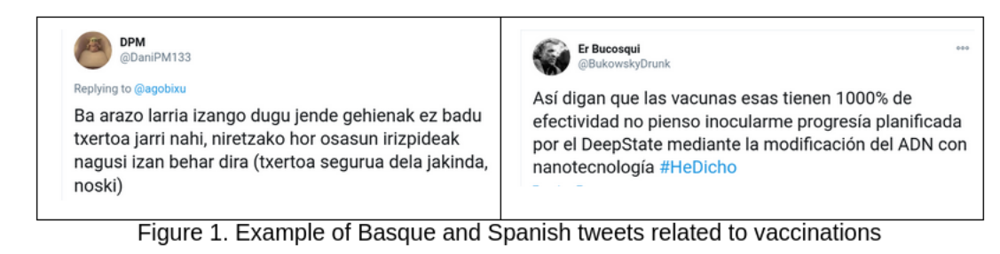 DPM
@DaniPM133
Replying to @agobixu
Ba arazo larria izango dugu jende gehienak ez badu
txertoa jarri nahi, niretzako hor osasun irizpideak
nagusi izan behar dira (txertoa segurua dela jakinda,
noski)
Er Bucosqui
@BukowskyDrunk
Así digan que las vacunas esas tienen 1000% de
efectividad no pienso inocularme progresía planificada
por el DeepState mediante la modificación del ADN con
nanotecnología #HeDicho
Figure 1. Example of Basque and Spanish tweets related to vaccinations